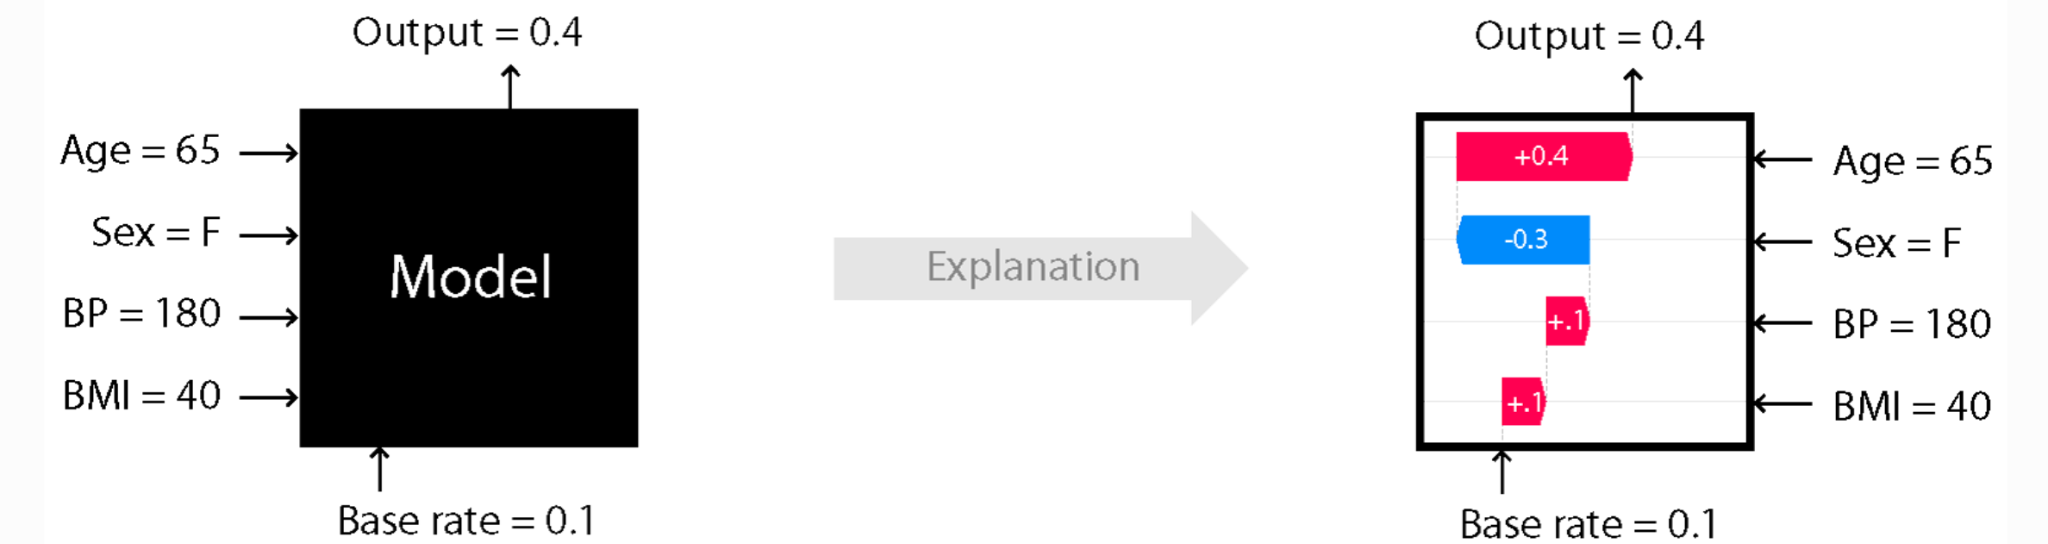 Output = 0.4
Age = 65
Sex = F
BP = 180
BMI = 40
Model
Base rate = 0.1
Explanation
Output = 0.4
+0.4
Age = 65
-0.3
Sex = F
+.1
BP = 180
+.1
BMI = 40
Base rate = 0.1